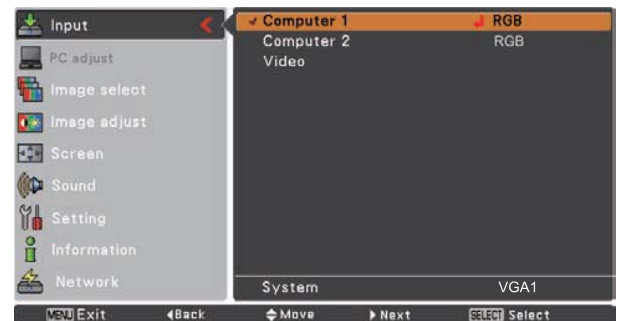 Input
PC adjust
Image select
Image adjust
Screen
Sound
Setting
Information
Network
Computer 1 RGB
Computer 2 RGB
Video
System VGA1
MENU Exit Back Move Next SELECT Select